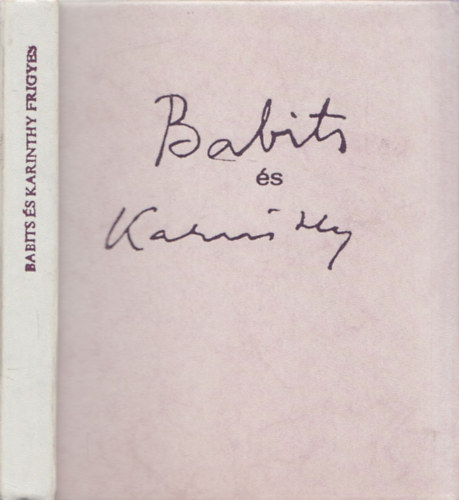 BABITS ÉS KARINTHY FRIGYES
Babits
és
Karinthy